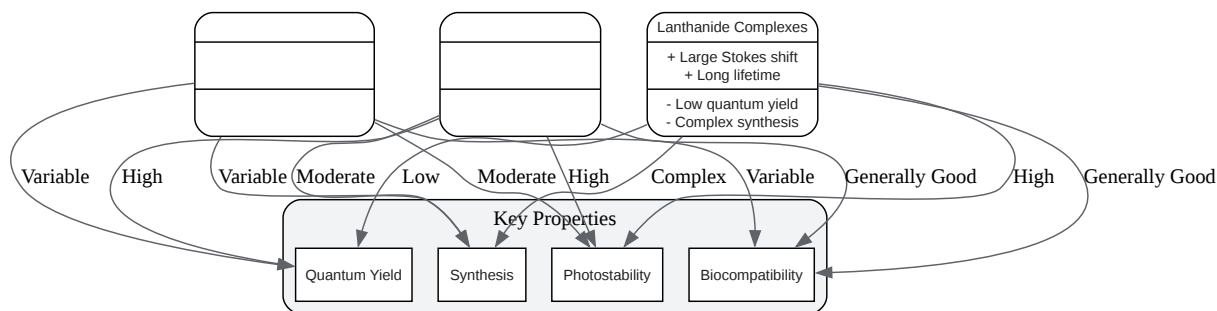 Lanthanide Complexes
+ Large Stokes shift
+ Long lifetime
- Low quantum yield
- Complex synthesis
Variable
High
Variable
Moderate
Low
Moderate
High
Complex
Variable
Generally Good
High
Generally Good
Key Properties
Quantum Yield
Synthesis
Photostability
Biocompatibility